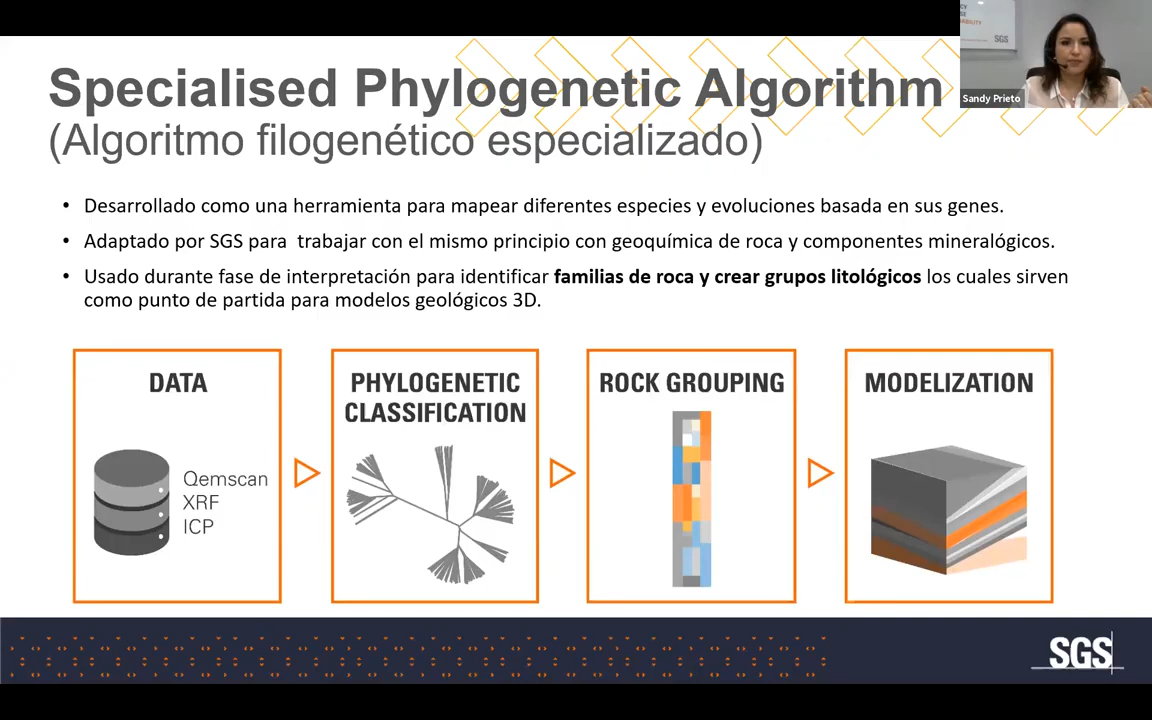 Specialised Phylogenetic Algorithm
(Algoritmo filogenético especializado)
SGS
Sandy Prieto
• Desarrollado como una herramienta para mapear diferentes especies y evoluciones basada en sus genes.
• Adaptado por SGS para trabajar con el mismo principio con geoquímica de roca y componentes mineralógicos.
• Usado durante fase de interpretación para identificar familias de roca y crear grupos litológicos los cuales sirven
como punto de partida para modelos geológicos 3D.
DATA
Qemscan
XRF
ICP
PHYLOGENETIC
CLASSIFICATION
ROCK GROUPING
MODELIZATION
SGS